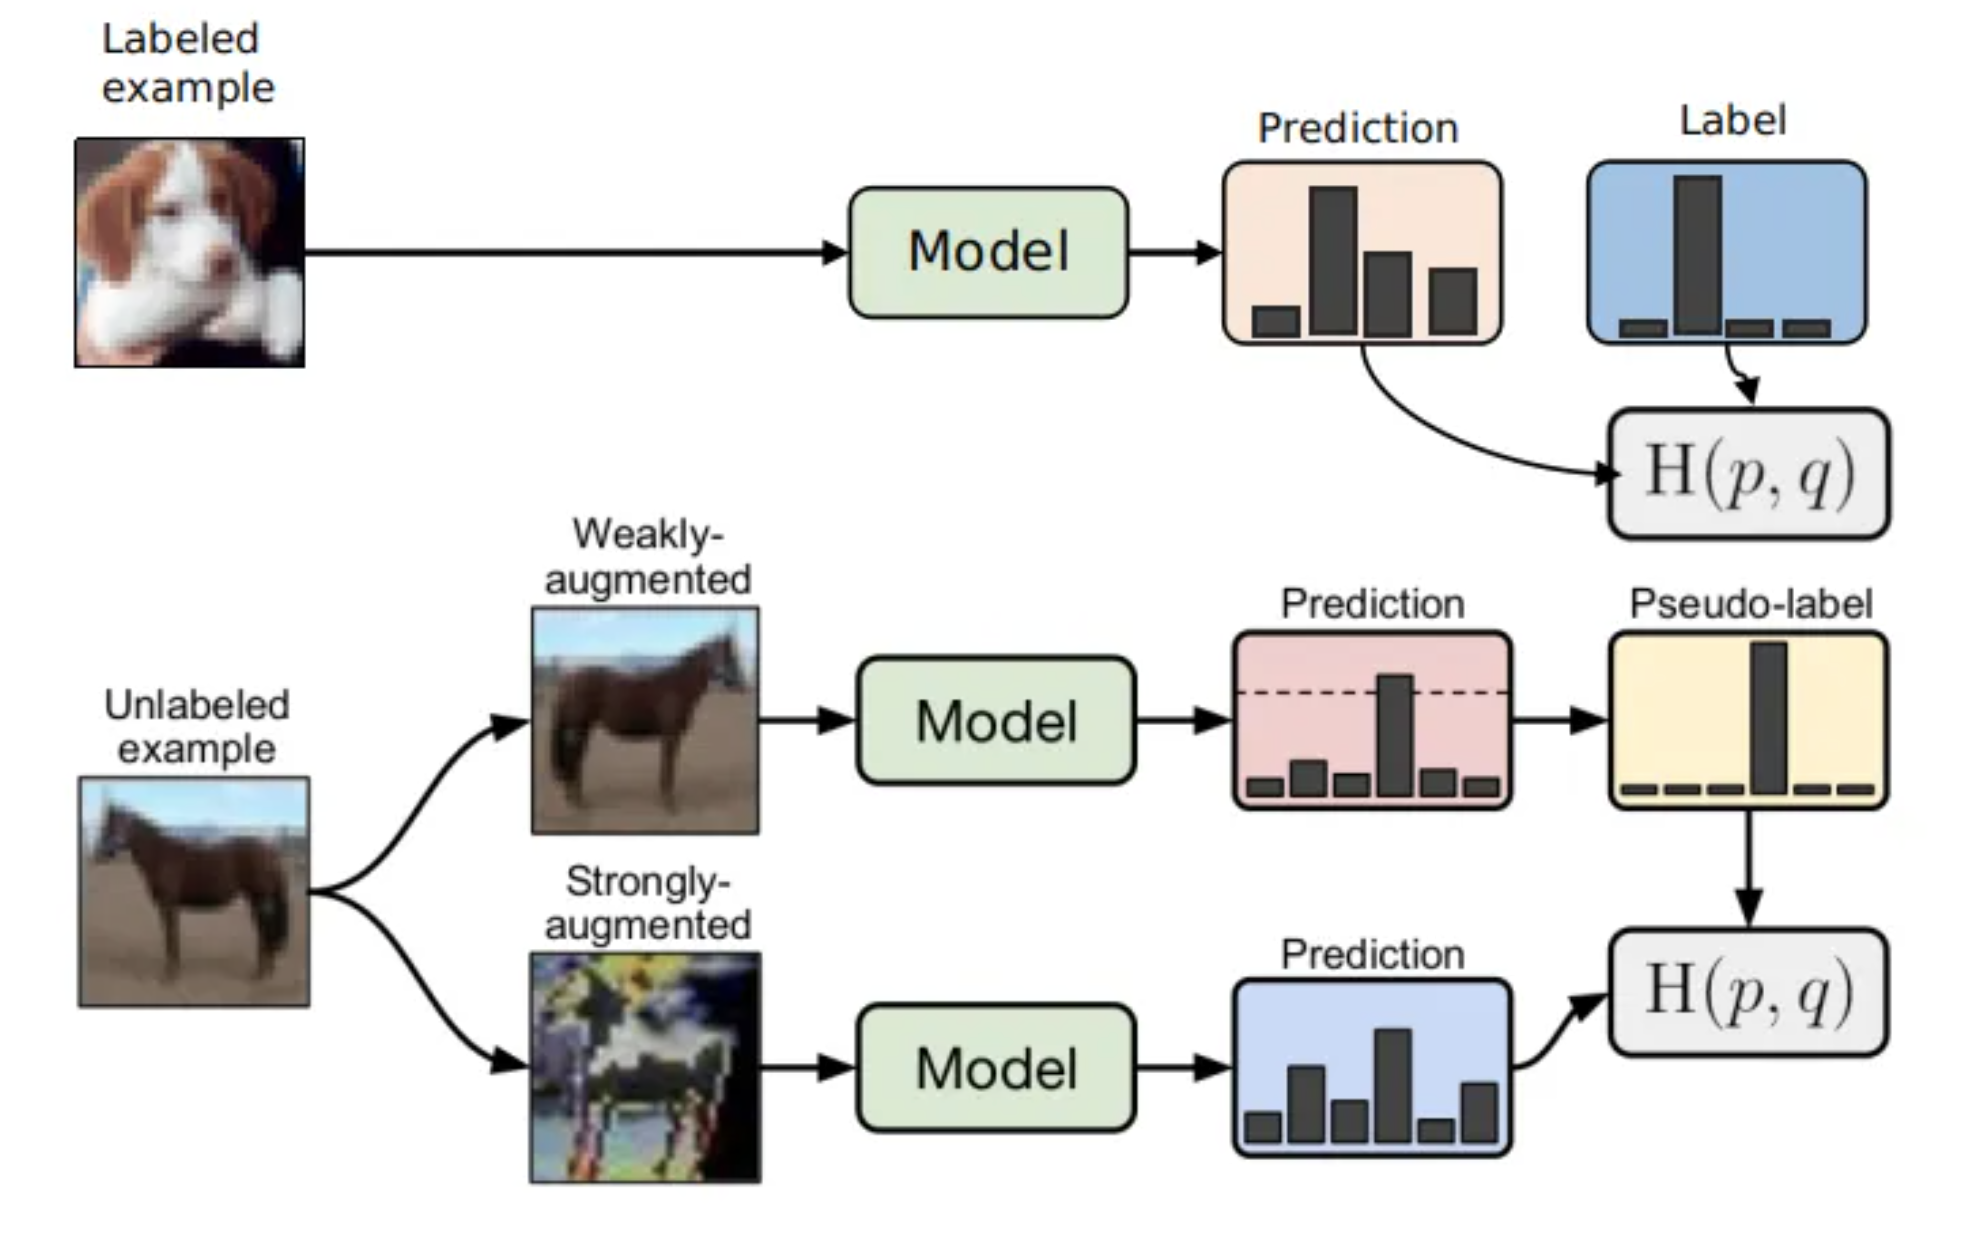 Labeled
example
Model
Prediction
Label
H(p, q)
Unlabeled
example
Weakly-
augmented
Model
Prediction
Pseudo-label
Strongly-
augmented
Model
Prediction
H(p, q)